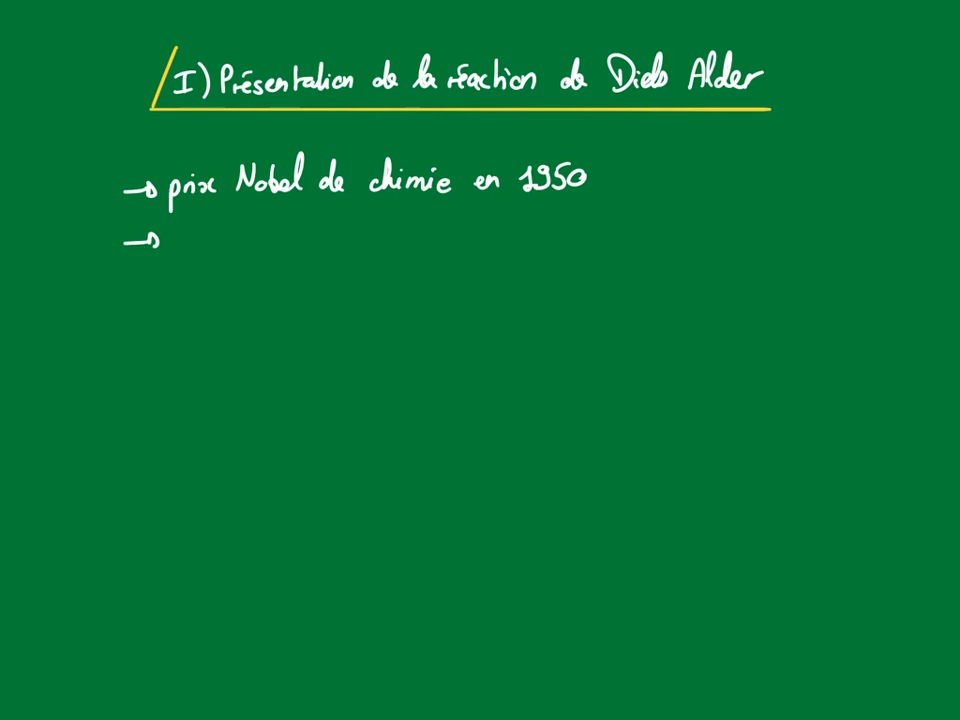 I) Présentation de la réaction de Diels Alder
→ prix Nobel de chimie en 1950
→